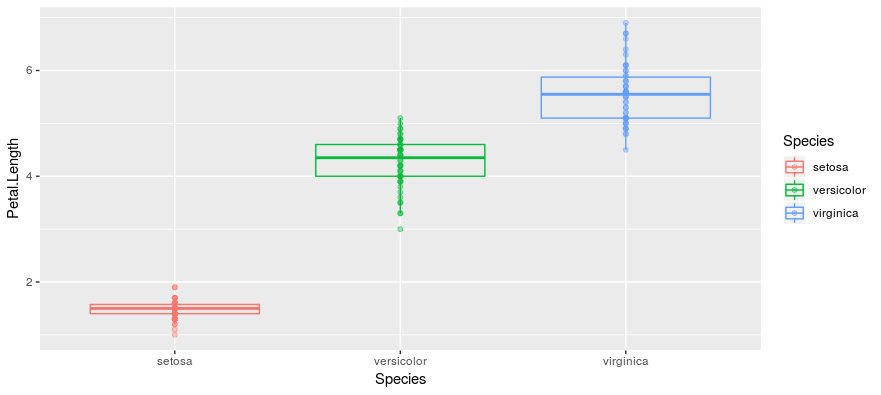 Petal.Length
6
4
2
setosa
versicolor
virginica
Species
Species
setosa
versicolor
virginica